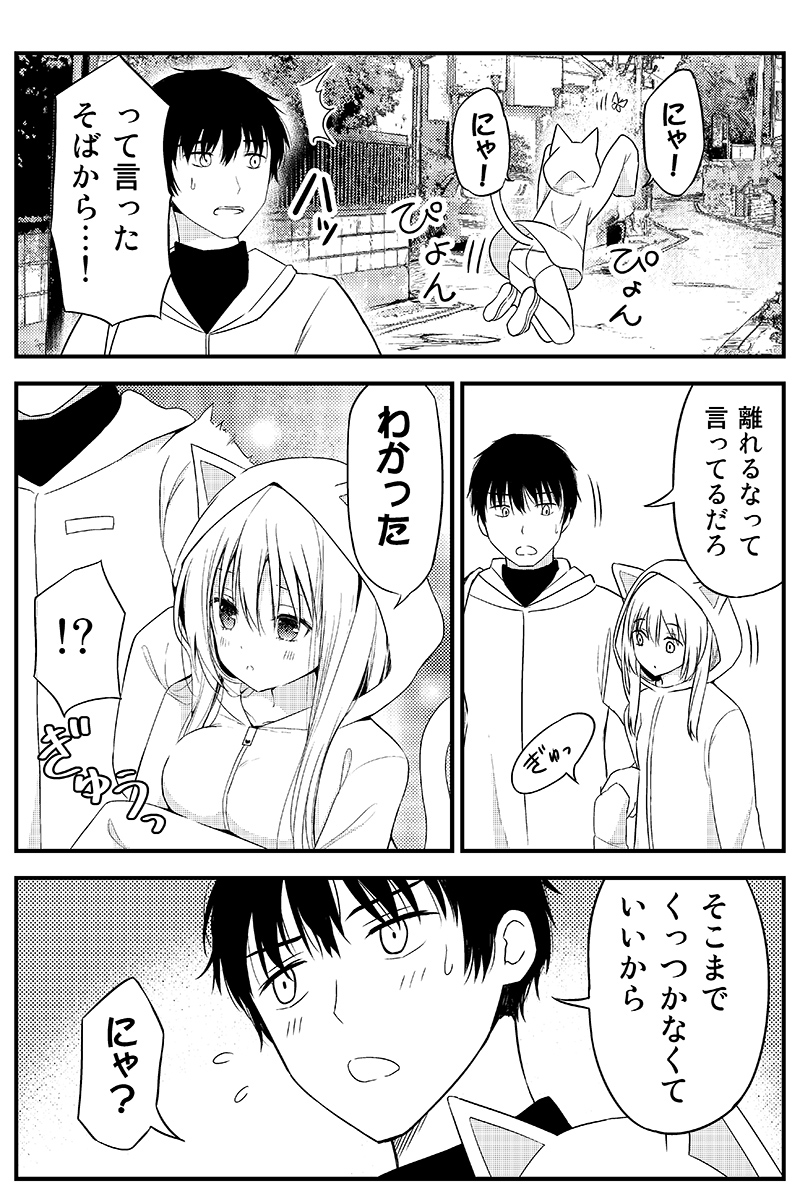 にゃ！
にゃ！
ぴょん
ぴょん
ハッ
って言った
そばから…！
離れるなって
言ってるだろ
ぎゅっ
わかった
!?
ぎゅうっ
そこまで
くっつかなくて
いいから
にゃ？